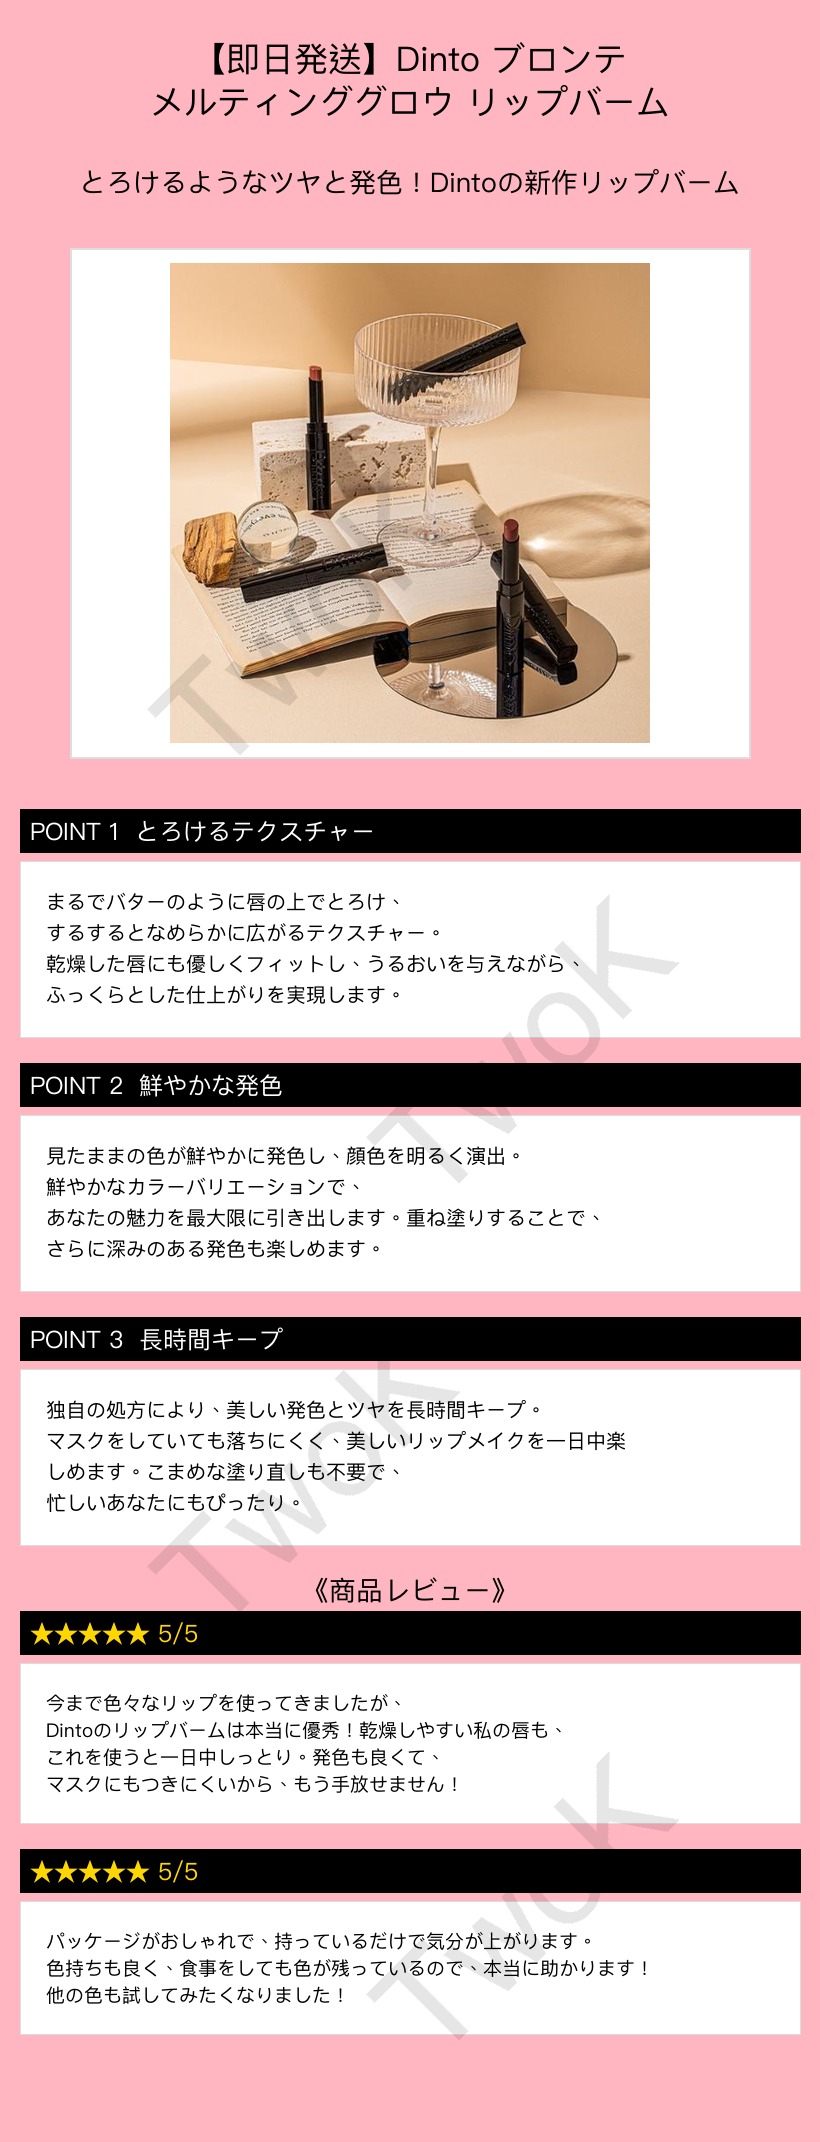 【即日発送】Dinto ブロンテ
メルティンググロウ リップバーム
とろけるようなツヤと発色！Dintoの新作リップバーム
TwoK
POINT 1 とろけるテクスチャー
まるでバターのように唇の上でとろけ、
するするとなめらかに広がるテクスチャー。
乾燥した唇にも優しくフィットし、うるおいを与えながら、
ふっくらとした仕上がりを実現します。
TwoK
POINT 2 鮮やかな発色
見たままの色が鮮やかに発色し、顔色を明るく演出。
鮮やかなカラーバリエーションで、
あなたの魅力を最大限に引き出します。重ね塗りすることで、
さらに深みのある発色も楽しめます。
POINT 3 長時間キープ
独自の処方により、美しい発色とツヤを長時間キープ。
マスクをしていても落ちにくく、美しいリップメイクを一日中楽
しめます。こまめな塗り直しも不要で、
忙しいあなたにもぴったり。
TwoK
《商品レビュー》
★★★★★ 5/5
今まで色々なリップを使ってきましたが、
Dintoのリップバームは本当に優秀！乾燥しやすい私の唇も、
これを使うと一日中しっとり。発色も良くて、
マスクにもつきにくいから、もう手放せません！
TwoK
★★★★★ 5/5
パッケージがおしゃれで、持っているだけで気分が上がります。
色持ちも良く、食事をしても色が残っているので、本当に助かります！
他の色も試してみたくなりました！